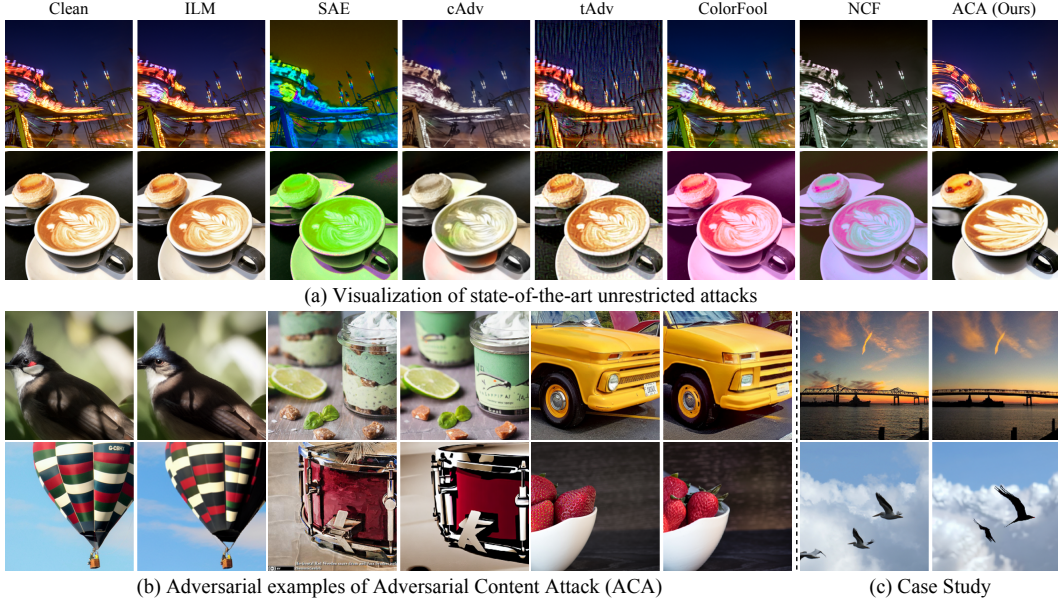 Clean ILM SAE cAdv tAdv ColorFool NCF ACA (Ours)
(a) Visualization of state-of-the-art unrestricted attacks
G-CBHX
(b) Adversarial examples of Adversarial Content Attack (ACA) (c) Case Study